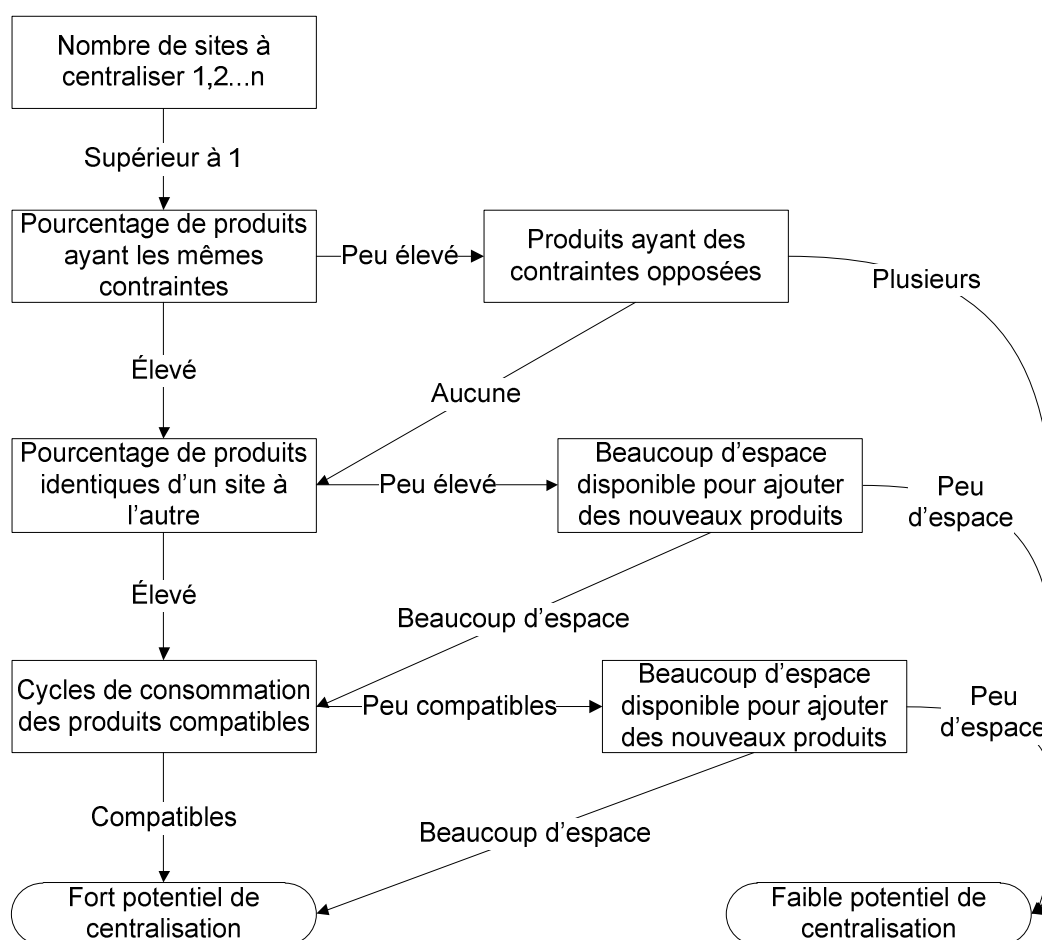 Nombre de sites à
centraliser 1,2...n
Supérieur à 1
Pourcentage de produits
ayant les mêmes
contraintes
Peu élevé
Produits ayant des
contraintes opposées
Plusieurs
Élevé
Aucune
Pourcentage de produits
identiques d’un site à
l’autre
Peu élevé
Beaucoup d’espace
disponible pour ajouter
des nouveaux produits
Peu
d’espace
Élevé
Beaucoup d’espace
Cycles de consommation
des produits compatibles
Peu compatibles
Beaucoup d’espace
disponible pour ajouter
des nouveaux produits
Peu
d’espace
Compatibles
Beaucoup d’espace
Fort potentiel de
centralisation
Faible potentiel de
centralisation